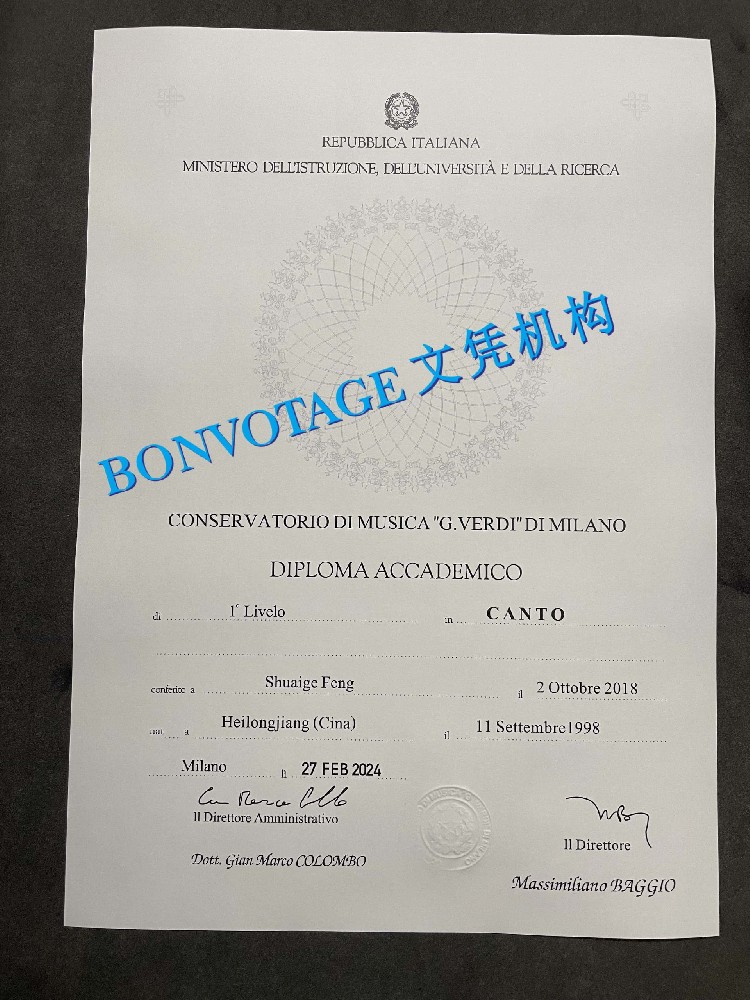 REPUBBLICA ITALIANA
MINISTERO DELL'ISTRUZIONE, DELL'UNIVERSITÀ E DELLA RICERCA
BONVOTAGE 文凭机构
CONSERVATORIO DI MUSICA "G.VERDI" DI MILANO
DIPLOMA ACCADEMICO
di 1° Livelo in CANTO
conferito a Shuaige Feng il 2 Ottobre 2018
a Heilongjiang (Cina) il 11 Settembre1998
Milano li 27 FEB 2024
Il Direttore Amministrativo
Il Direttore
Dott. Gian Marco COLOMBO
Massimiliano BAGGIO